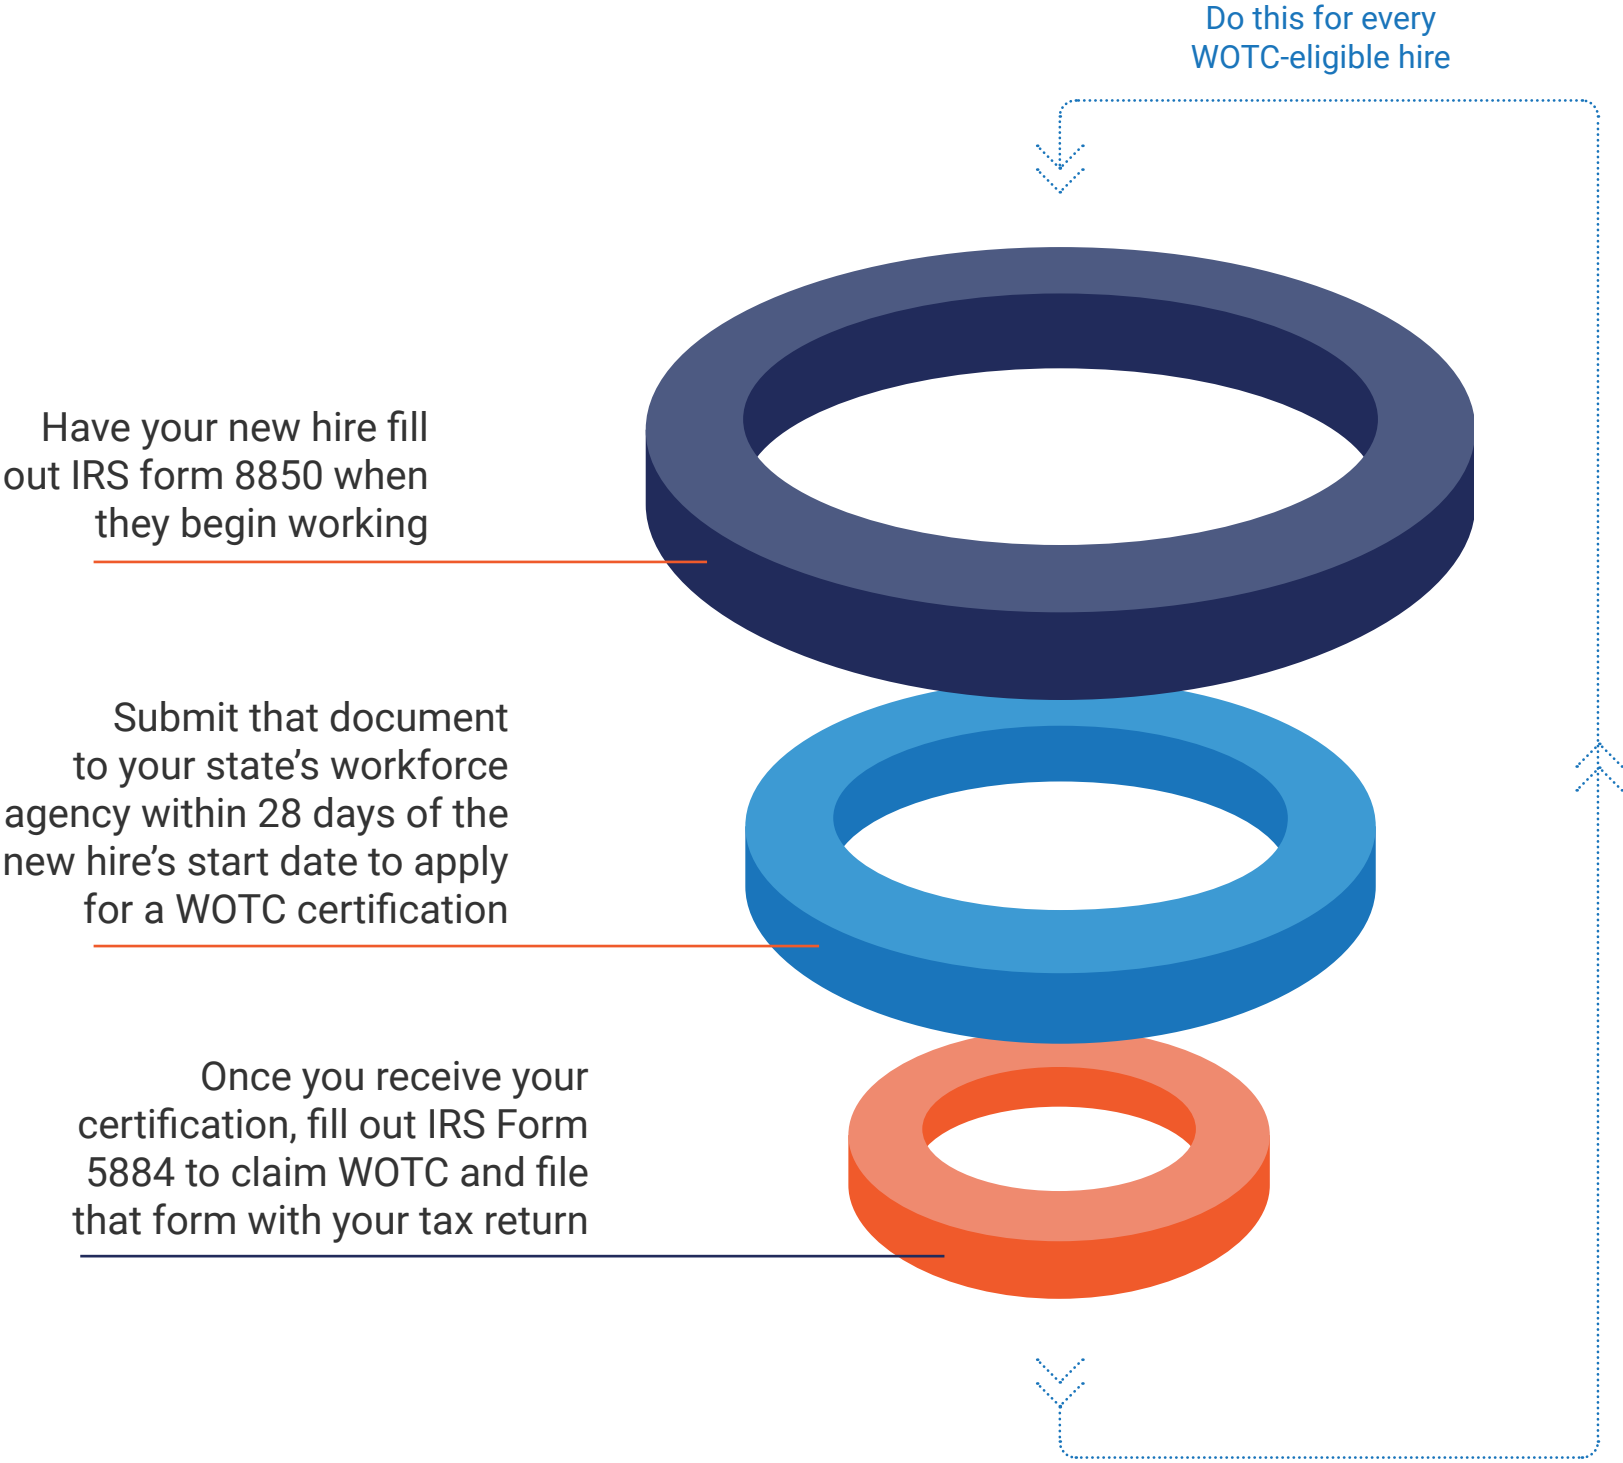 Do this for every
WOTC-eligible hire
Have your new hire fill
out IRS form 8850 when
they begin working
Submit that document
to your state’s workforce
agency within 28 days of the
new hire’s start date to apply
for a WOTC certification
Once you receive your
certification, fill out IRS Form
5884 to claim WOTC and file
that form with your tax return